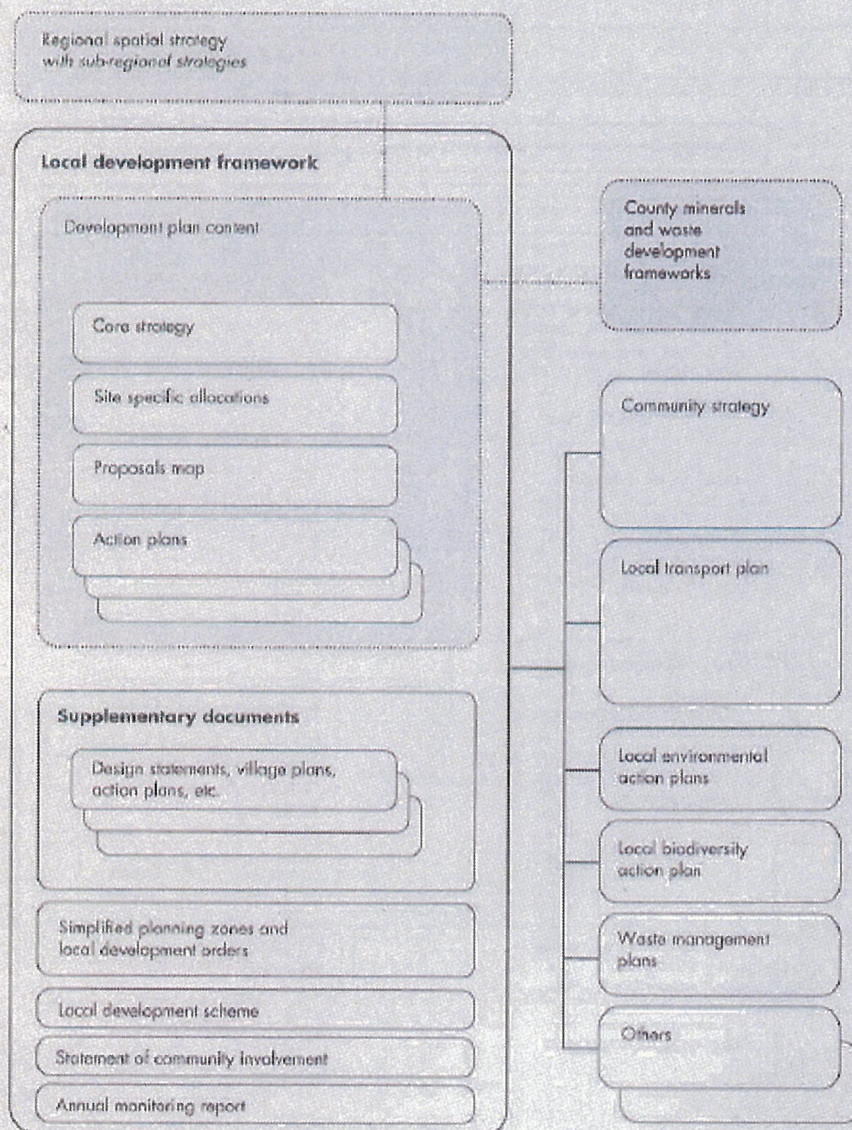 Regional spatial strategy
with sub-regional strategies
Local development framework
Development plan content
Core strategy
Site specific allocations
Proposals map
Action plans
Supplementary documents
Design statements, village plans,
action plans, etc.
Simplified planning zones and
local development orders
Local development scheme
Statement of community involvement
Annual monitoring report
County minerals
and waste
development
frameworks
Community strategy
Local transport plan
Local environmental
action plans
Local biodiversity
action plan
Waste management
plans
Others